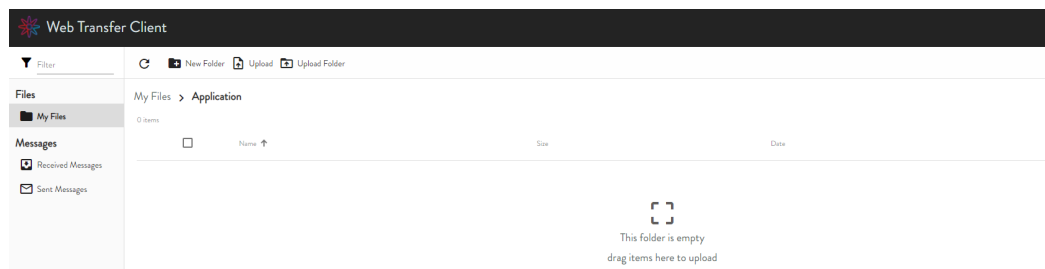 Web Transfer Client
Filter
New Folder Upload Upload Folder
Files
My Files
Messages
Received Messages
Sent Messages
My Files > Application
0 items
Name ↑ Size Date
This folder is empty
drag items here to upload